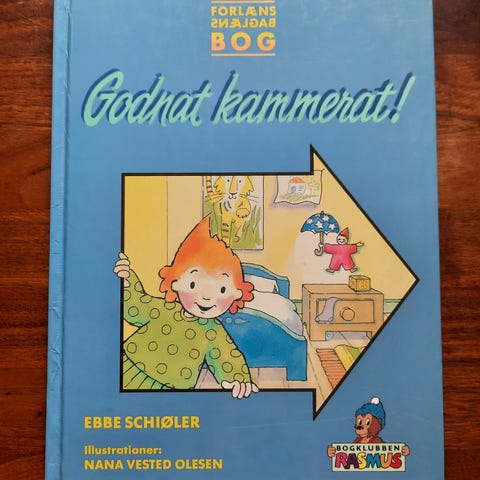 FORLÆNS
BAGLÆNS
BOG
Godnat kammerat!
EBBE SCHIØLER
Illustrationer:
NANA VESTED OLESEN
BOGKLUBBEN
RASMUS